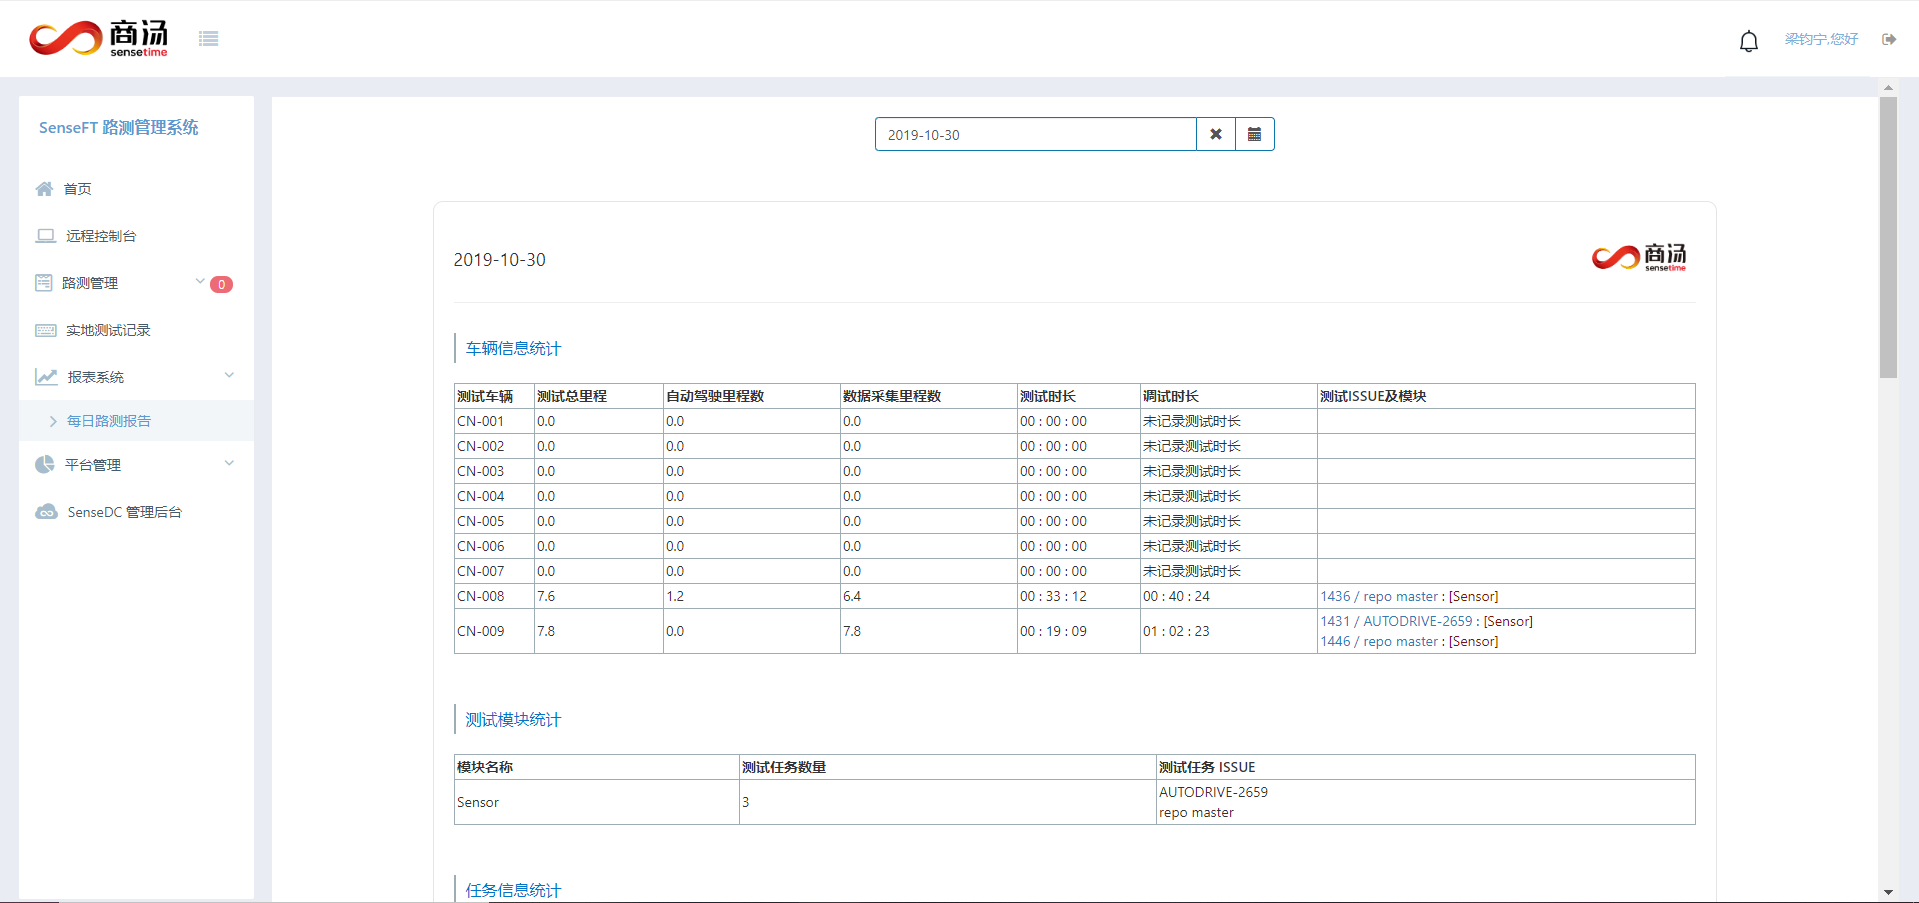 商汤
sensetime
梁钧宁,您好
SenseFT 路测管理系统
首页
远程控制台
路测管理 0
实地测试记录
报表系统
每日路测报告
平台管理
SenseDC 管理后台
2019-10-30
2019-10-30
商汤
sensetime
车辆信息统计
测试车辆 测试总里程 自动驾驶里程数 数据采集里程数 测试时长 调试时长 测试ISSUE及模块
CN-001 0.0 0.0 0.0 00 : 00 : 00 未记录测试时长
CN-002 0.0 0.0 0.0 00 : 00 : 00 未记录测试时长
CN-003 0.0 0.0 0.0 00 : 00 : 00 未记录测试时长
CN-004 0.0 0.0 0.0 00 : 00 : 00 未记录测试时长
CN-005 0.0 0.0 0.0 00 : 00 : 00 未记录测试时长
CN-006 0.0 0.0 0.0 00 : 00 : 00 未记录测试时长
CN-007 0.0 0.0 0.0 00 : 00 : 00 未记录测试时长
CN-008 7.6 1.2 6.4 00 : 33 : 12 00 : 40 : 24 1436 / repo master : [Sensor]
CN-009 7.8 0.0 7.8 00 : 19 : 09 01 : 02 : 23 1431 / AUTODRIVE-2659 : [Sensor]
1446 / repo master : [Sensor]
测试模块统计
模块名称 测试任务数量 测试任务 ISSUE
Sensor 3 AUTODRIVE-2659
repo master
任务信息统计